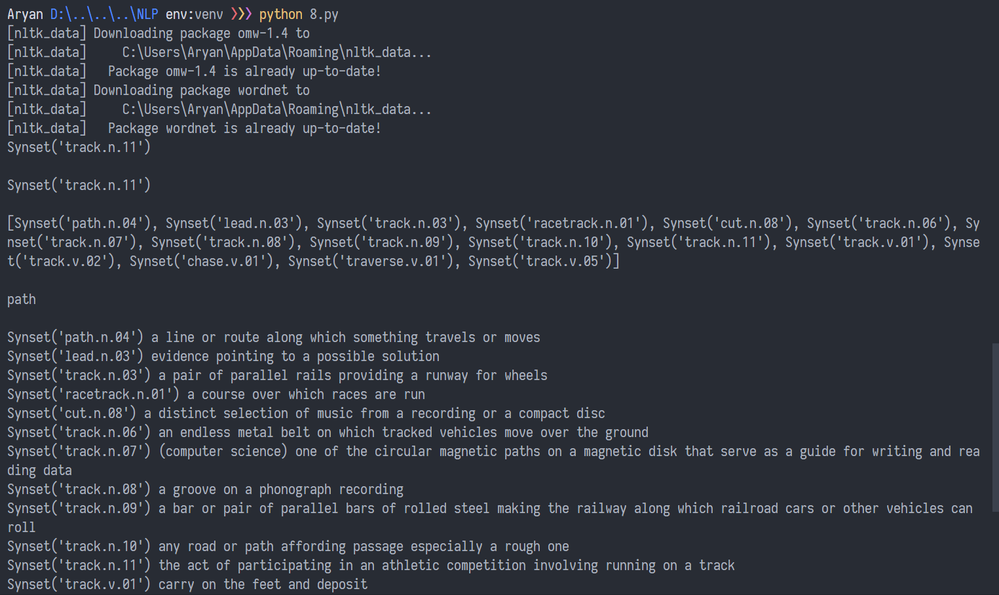 Aryan D:\..\..\..\NLP env:venv ❯❯❯ python 8.py
[nltk_data] Downloading package omw-1.4 to
[nltk_data]     C:\Users\Aryan\AppData\Roaming\nltk_data...
[nltk_data]   Package omw-1.4 is already up-to-date!
[nltk_data] Downloading package wordnet to
[nltk_data]     C:\Users\Aryan\AppData\Roaming\nltk_data...
[nltk_data]   Package wordnet is already up-to-date!
Synset('track.n.11')
Synset('track.n.11')
[Synset('path.n.04'), Synset('lead.n.03'), Synset('track.n.03'), Synset('racetrack.n.01'), Synset('cut.n.08'), Synset('track.n.06'), Sy
nset('track.n.07'), Synset('track.n.08'), Synset('track.n.09'), Synset('track.n.10'), Synset('track.n.11'), Synset('track.v.01'), Synse
t('track.v.02'), Synset('chase.v.01'), Synset('traverse.v.01'), Synset('track.v.05')]
path
Synset('path.n.04') a line or route along which something travels or moves
Synset('lead.n.03') evidence pointing to a possible solution
Synset('track.n.03') a pair of parallel rails providing a runway for wheels
Synset('racetrack.n.01') a course over which races are run
Synset('cut.n.08') a distinct selection of music from a recording or a compact disc
Synset('track.n.06') an endless metal belt on which tracked vehicles move over the ground
Synset('track.n.07') (computer science) one of the circular magnetic paths on a magnetic disk that serve as a guide for writing and rea
ding data
Synset('track.n.08') a groove on a phonograph recording
Synset('track.n.09') a bar or pair of parallel bars of rolled steel making the railway along which railroad cars or other vehicles can
roll
Synset('track.n.10') any road or path affording passage especially a rough one
Synset('track.n.11') the act of participating in an athletic competition involving running on a track
Synset('track.v.01') carry on the feet and deposit